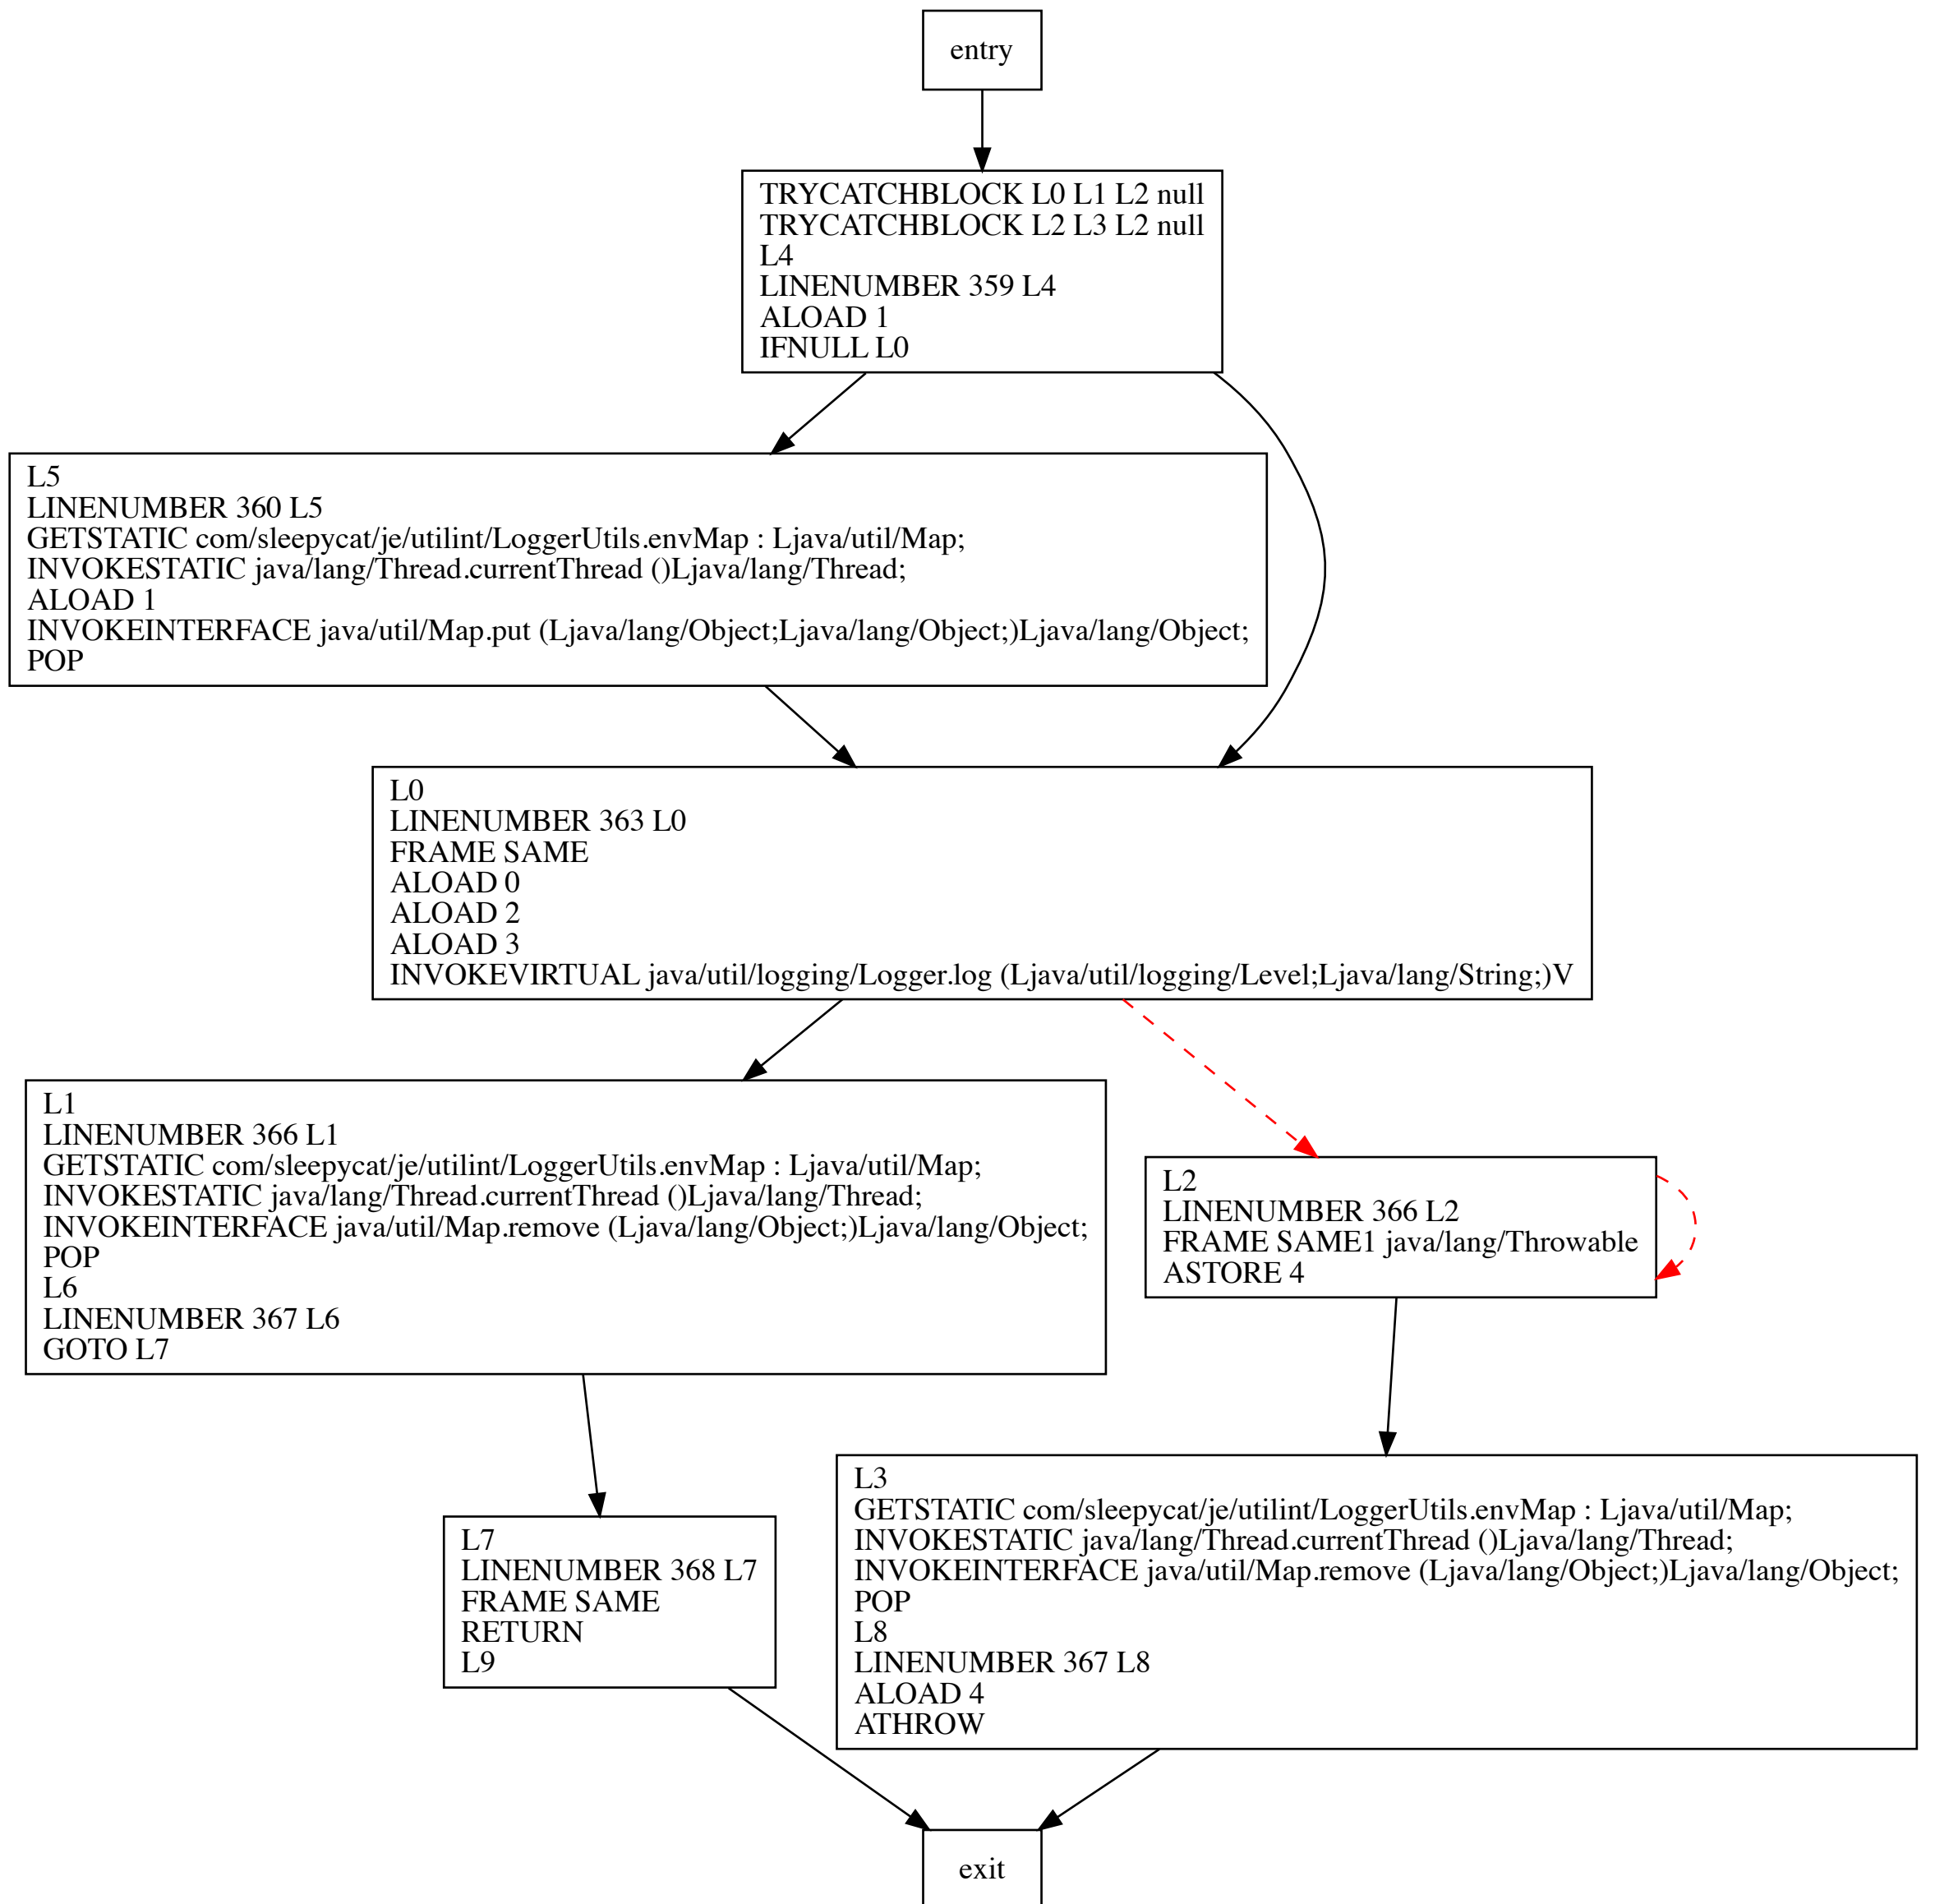 entry
TRYCATCHBLOCK L0 L1 L2 null
TRYCATCHBLOCK L2 L3 L2 null
L4
LINENUMBER 359 L4
ALOAD 1
IFNULL L0
L5
LINENUMBER 360 L5
GETSTATIC com/sleepycat/je/utilint/LoggerUtils.envMap : Ljava/util/Map;
INVOKESTATIC java/lang/Thread.currentThread ()Ljava/lang/Thread;
ALOAD 1
INVOKEINTERFACE java/util/Map.put (Ljava/lang/Object;Ljava/lang/Object;)Ljava/lang/Object;
POP
L0
LINENUMBER 363 L0
FRAME SAME
ALOAD 0
ALOAD 2
ALOAD 3
INVOKEVIRTUAL java/util/logging/Logger.log (Ljava/util/logging/Level;Ljava/lang/String;)V
L1
LINENUMBER 366 L1
GETSTATIC com/sleepycat/je/utilint/LoggerUtils.envMap : Ljava/util/Map;
INVOKESTATIC java/lang/Thread.currentThread ()Ljava/lang/Thread;
INVOKEINTERFACE java/util/Map.remove (Ljava/lang/Object;)Ljava/lang/Object;
POP
L6
LINENUMBER 367 L6
GOTO L7
L2
LINENUMBER 366 L2
FRAME SAME1 java/lang/Throwable
ASTORE 4
L7
LINENUMBER 368 L7
FRAME SAME
RETURN
L9
L3
GETSTATIC com/sleepycat/je/utilint/LoggerUtils.envMap : Ljava/util/Map;
INVOKESTATIC java/lang/Thread.currentThread ()Ljava/lang/Thread;
INVOKEINTERFACE java/util/Map.remove (Ljava/lang/Object;)Ljava/lang/Object;
POP
L8
LINENUMBER 367 L8
ALOAD 4
ATHROW
exit